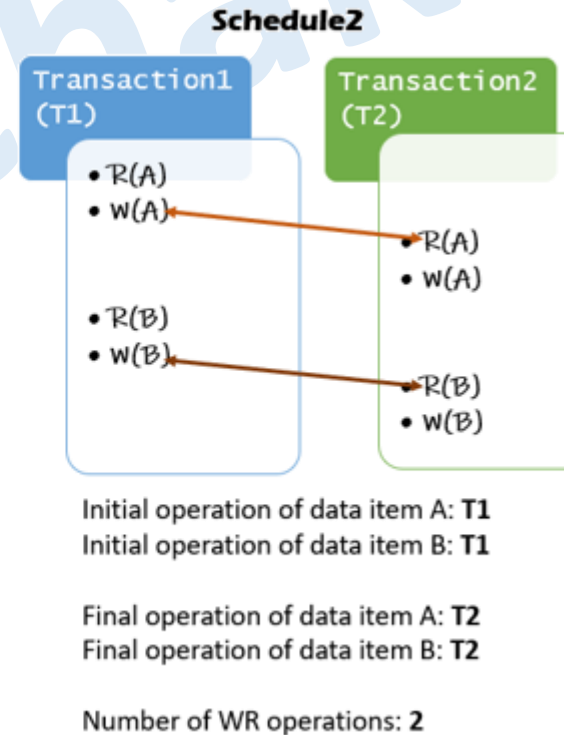 Schedule2
Transaction1
(T1)
Transaction2
(T2)
• R(A)
• W(A)
• R(A)
• W(A)
• R(B)
• W(B)
• R(B)
• W(B)
Initial operation of data item A: T1
Initial operation of data item B: T1
Final operation of data item A: T2
Final operation of data item B: T2
Number of WR operations: 2